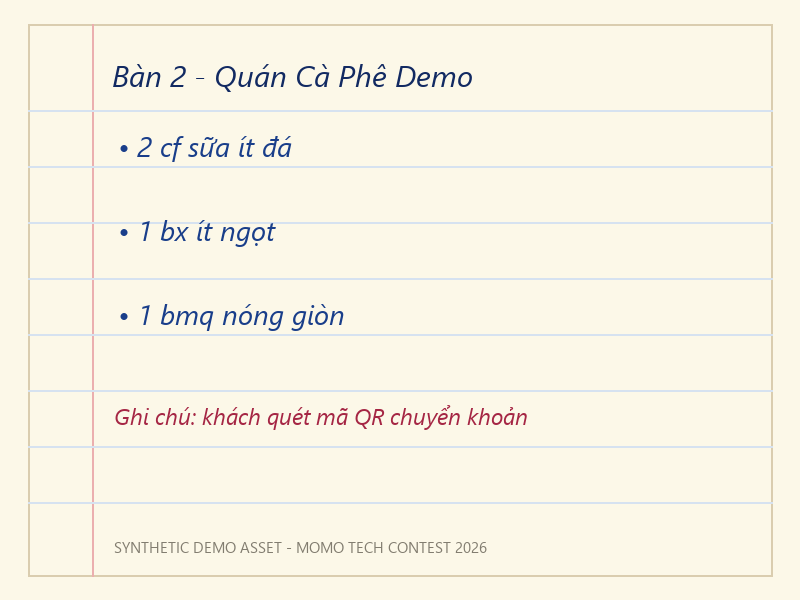 Bàn 2 - Quán Cà Phê Demo
• 2 cf sữa ít đá
• 1 bx ít ngọt
• 1 bmq nóng giòn
Ghi chú: khách quét mã QR chuyển khoản
SYNTHETIC DEMO ASSET - MOMO TECH CONTEST 2026